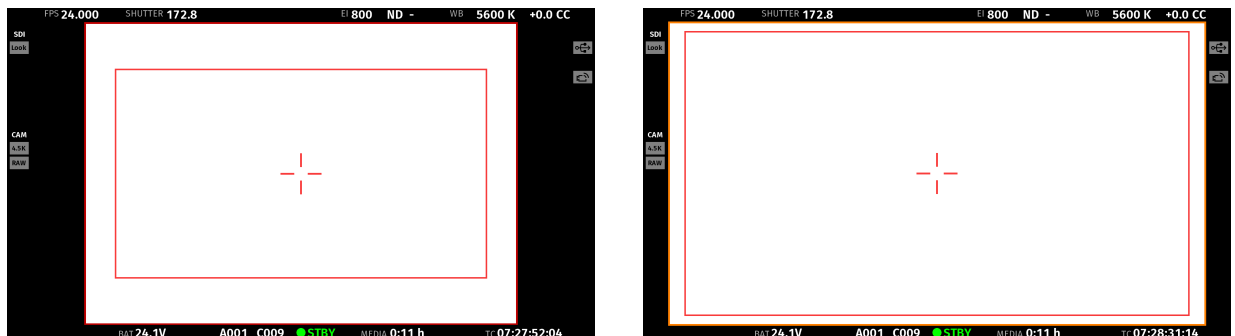 FPS 24.000 SHUTTER 172.8 EI 800 ND - WB 5600 K +0.0 CC
SDI
Look
CAM
4.5K
RAW
BAT 24.1V A001 C009 STBY MEDIA 0:11 h TC 07:27:52:04
FPS 24.000 SHUTTER 172.8 EI 800 ND - WB 5600 K +0.0 CC
SDI
Look
CAM
4.5K
RAW
BAT 24.1V A001 C009 STBY MEDIA 0:11 h TC 07:28:31:14